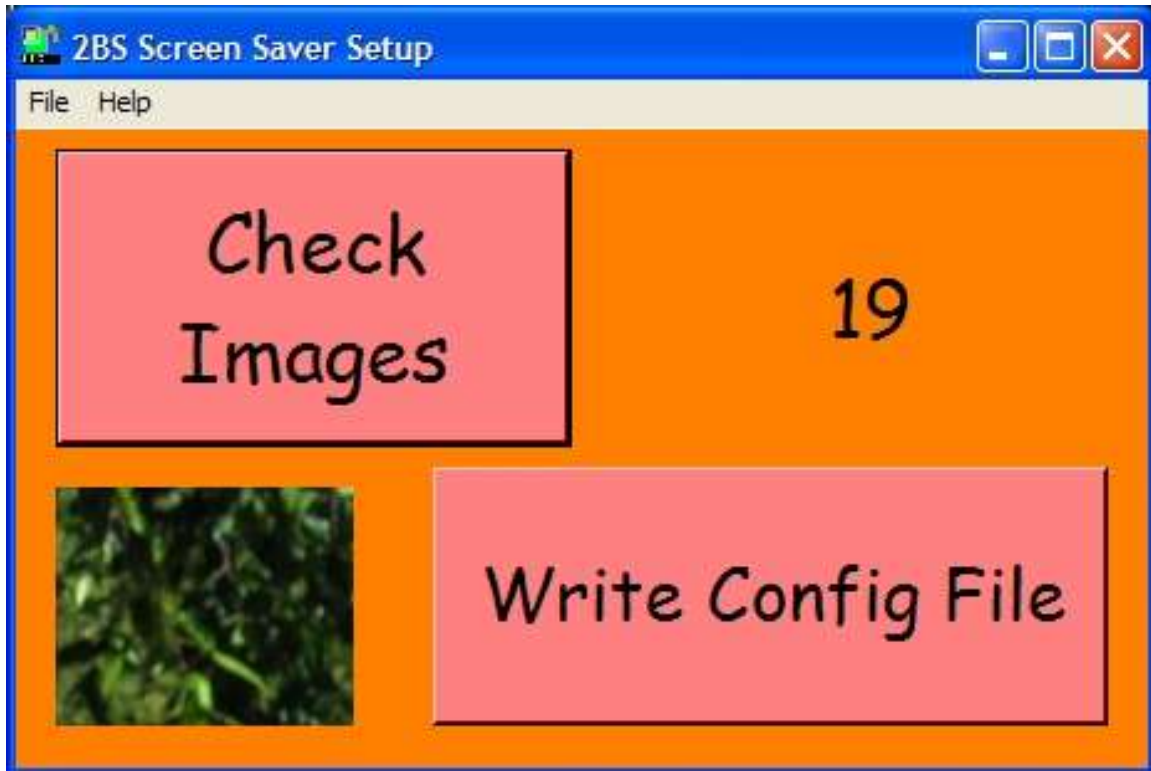 2BS Screen Saver Setup
File Help
Check
Images
19
Write Config File